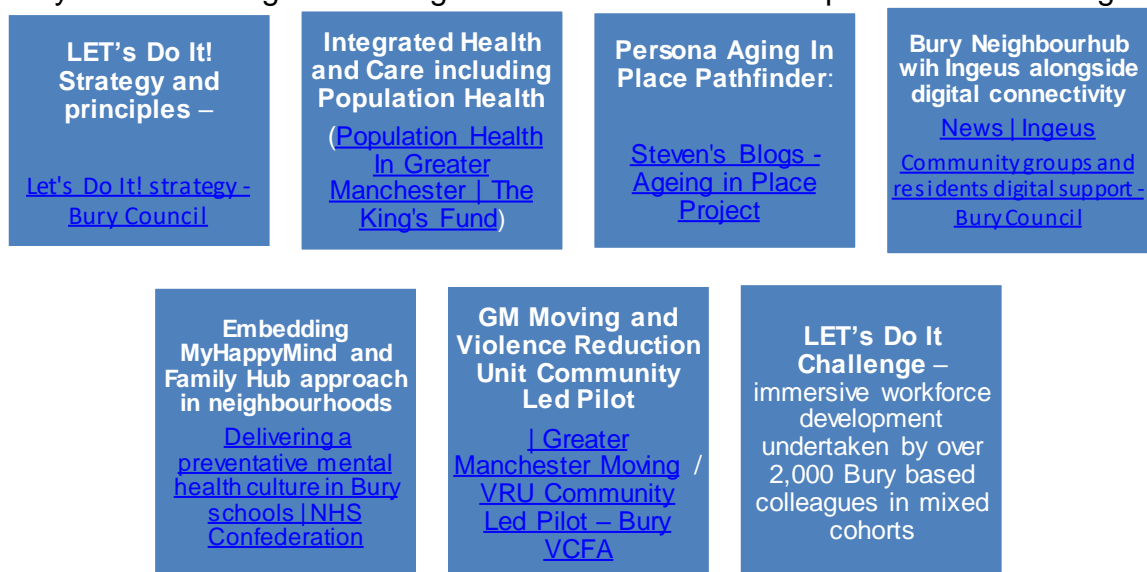 LET's Do It!
Strategy and
principles –
Let's Do It! strategy -
Bury Council
Integrated Health
and Care including
Population Health
(Population Health
In Greater
Manchester | The
King's Fund)
Persona Aging In
Place Pathfinder:
Steven's Blogs -
Ageing in Place
Project
Bury Neighbourhub
wih Ingeus alongside
digital connectivity
News | Ingeus
Community groups and
residents digital support -
Bury Council
Embedding
MyHappyMind and
Family Hub approach
in neighbourhoods
Delivering a
preventative mental
health culture in Bury
schools | NHS
Confederation
GM Moving and
Violence Reduction
Unit Community
Led Pilot
| Greater
Manchester Moving /
VRU Community
Led Pilot – Bury
VCFA
LET's Do It
Challenge –
immersive workforce
development
undertaken by over
2,000 Bury based
colleagues in mixed
cohorts